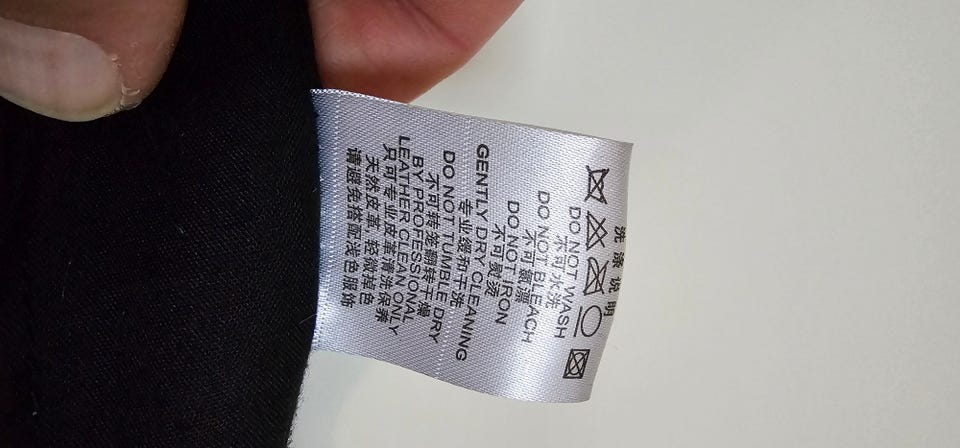 洗涤说明
DO NOT WASH
不可水洗
DO NOT BLEACH
不可氯漂
DO NOT IRON
不可熨烫
GENTLY DRY CLEANING
专业缓和干洗
DO NOT TUMBLE DRY
不可转笼翻转干燥
BY PROFESSIONAL
LEATHER CLEAN ONLY
只可专业皮革清洗保养
天然皮革，轻微掉色
请避免搭配浅色服饰